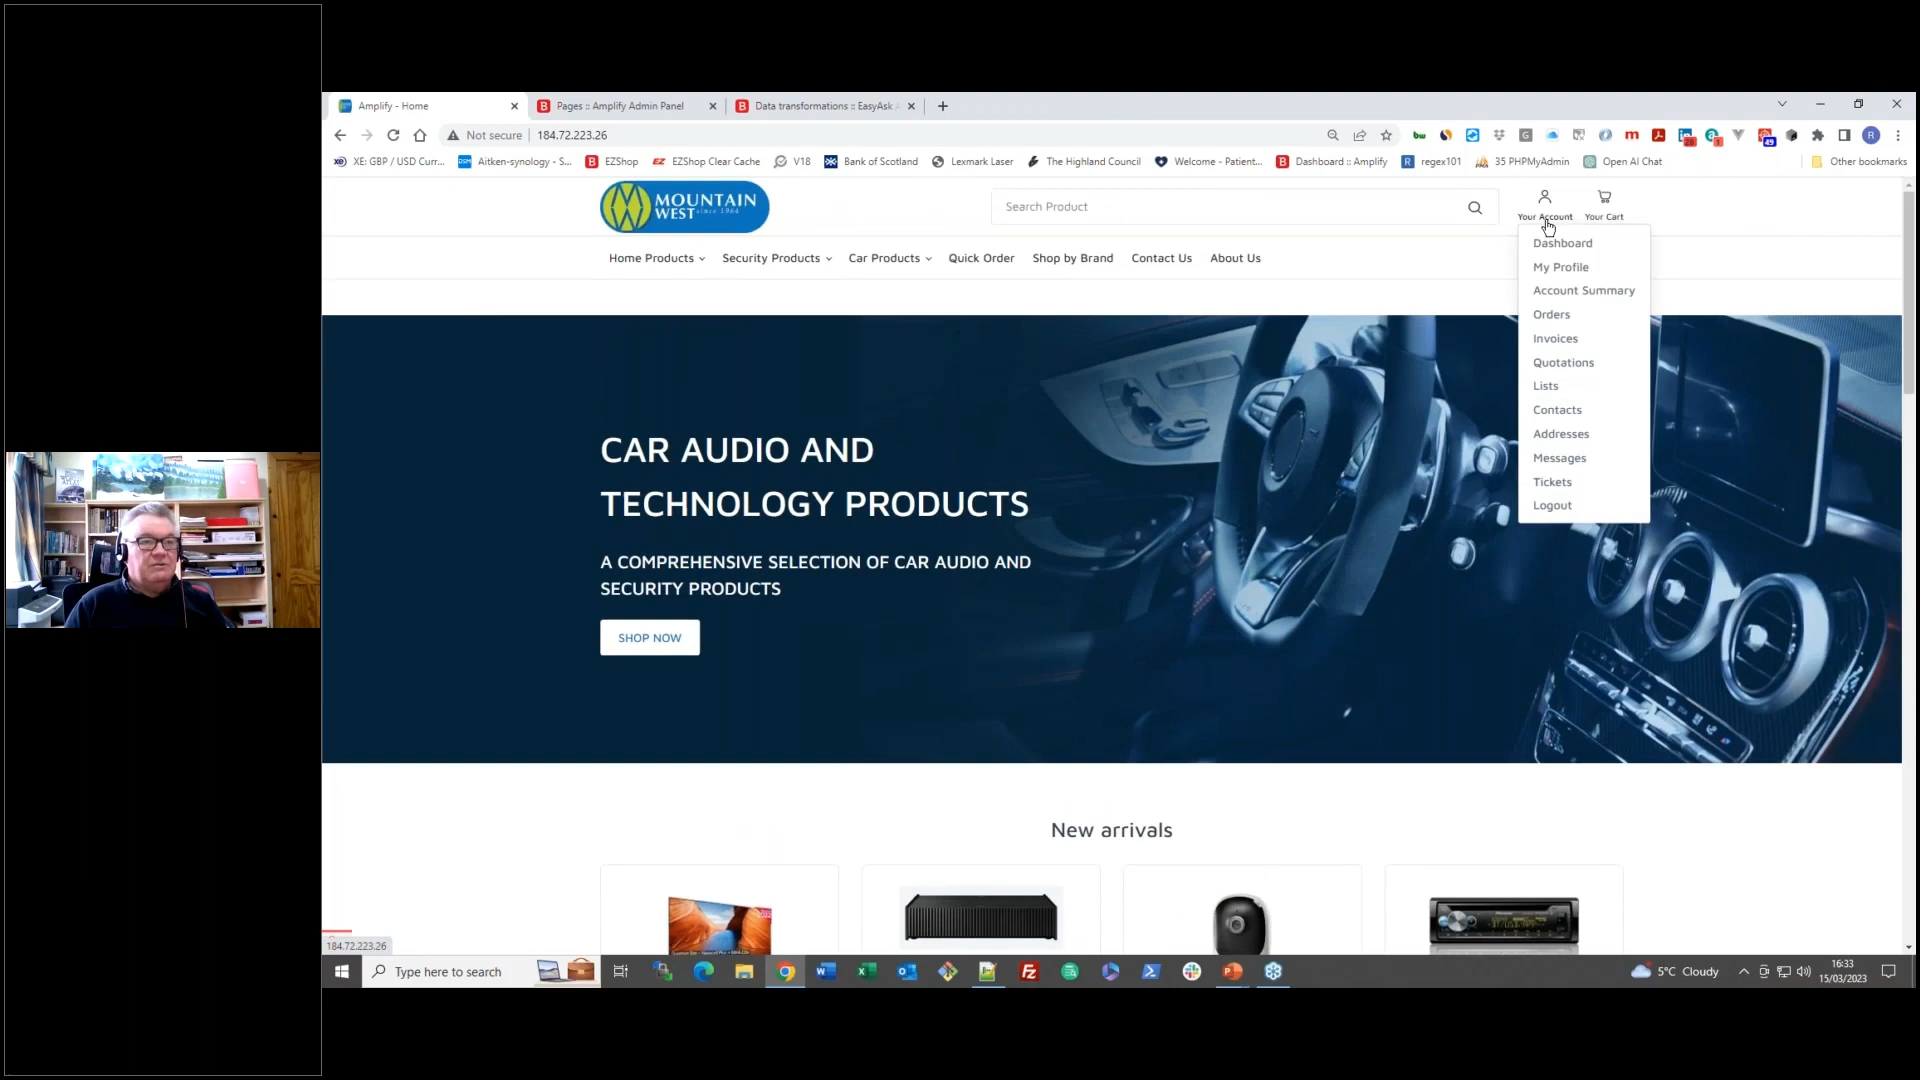 Amplify - Home
Pages :: Amplify Admin Panel
Data transformations :: EasyAsk
Not secure
184.72.223.26
XE: GBP / USD Curr...
Aitken-synology - S...
EZShop
EZShop Clear Cache
V18
Bank of Scotland
Lexmark Laser
The Highland Council
Welcome - Patient...
Dashboard :: Amplify
regex101
35 PHPMyAdmin
Open AI Chat
Other bookmarks
MOUNTAIN
WEST since 1964
Search Product
Your Account
Your Cart
Home Products
Security Products
Car Products
Quick Order
Shop by Brand
Contact Us
About Us
Dashboard
My Profile
Account Summary
Orders
Invoices
Quotations
Lists
Contacts
Addresses
Messages
Tickets
Logout
CAR AUDIO AND
TECHNOLOGY PRODUCTS
A COMPREHENSIVE SELECTION OF CAR AUDIO AND
SECURITY PRODUCTS
SHOP NOW
New arrivals
184.72.223.26
Type here to search
5°C Cloudy
16:33
15/03/2023